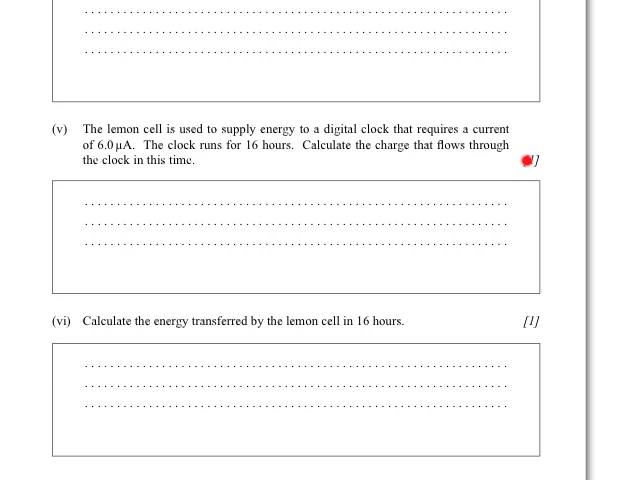 (v) The lemon cell is used to supply energy to a digital clock that requires a current
of 6.0 µA. The clock runs for 16 hours. Calculate the charge that flows through
the clock in this time.
(vi) Calculate the energy transferred by the lemon cell in 16 hours. [1]